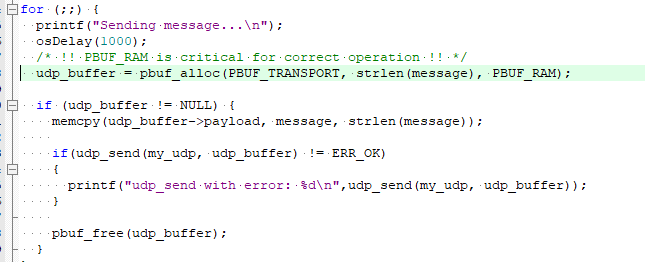 for (;;) {
printf("Sending message...\n");
osDelay(1000);
/* !! PBUF_RAM is critical for correct operation !! */
udp_buffer = pbuf_alloc(PBUF_TRANSPORT, strlen(message), PBUF_RAM);
if (udp_buffer != NULL) {
memcpy(udp_buffer->payload, message, strlen(message));
if(udp_send(my_udp, udp_buffer) != ERR_OK)
{
printf("udp_send with error: %d\n",udp_send(my_udp, udp_buffer));
}
pbuf_free(udp_buffer);
}